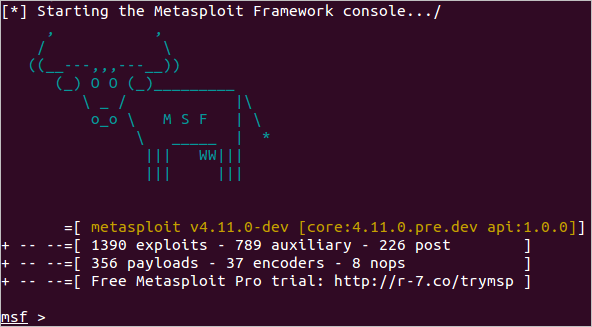 [*] Starting the Metasploit Framework console.../
     ,           ,
    /             \
   ((__---,,,---__))
      (_) O O (_)_________
         \ _ /            |\
          o_o \   M S F   | \
               \   _____  |  *
                |||   WW|||
                |||     |||
       =[ metasploit v4.11.0-dev [core:4.11.0.pre.dev api:1.0.0]]
+ -- --=[ 1390 exploits - 789 auxiliary - 226 post        ]
+ -- --=[ 356 payloads - 37 encoders - 8 nops             ]
+ -- --=[ Free Metasploit Pro trial: http://r-7.co/trymsp ]
msf >